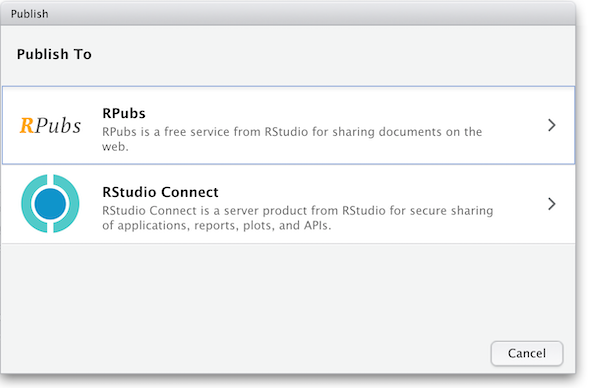 Publish
Publish To
RPubs
RPubs
RPubs is a free service from RStudio for sharing documents on the
web.
RStudio Connect
RStudio Connect is a server product from RStudio for secure sharing
of applications, reports, plots, and APIs.
Cancel